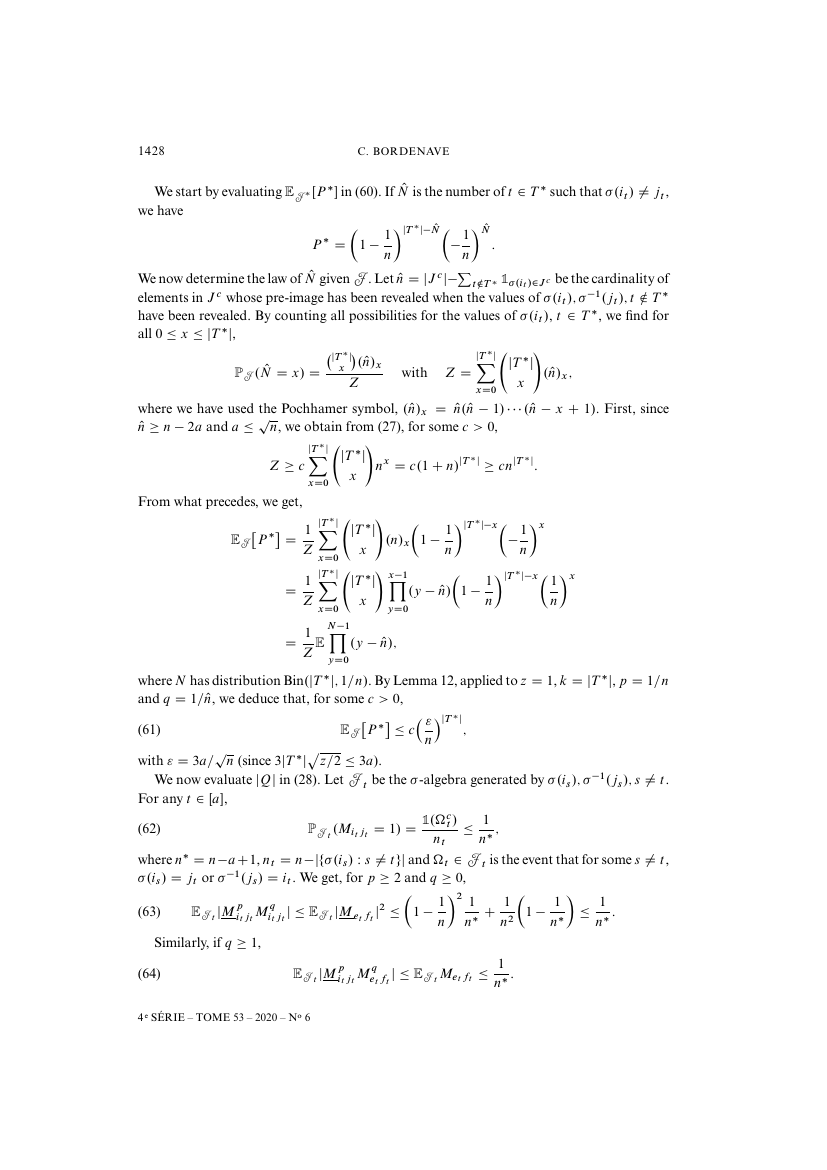 1428 C. BORDENAVE
We start by evaluating 𝔼_{𝒥*}[P*] in (60). If N̂ is the number of t ∈ T* such that σ(i_t) ≠ j_t,
we have
P* = (1 − 1/n)^{|T*|−N̂} (−1/n)^{N̂}.
We now determine the law of N̂ given 𝒥. Let n̂ = |J^c|−∑_{t∉T*} 𝟙_{σ(i_t)∈J^c} be the cardinality of
elements in J^c whose pre-image has been revealed when the values of σ(i_t), σ^{−1}(j_t), t ∉ T*
have been revealed. By counting all possibilities for the values of σ(i_t), t ∈ T*, we find for
all 0 ≤ x ≤ |T*|,
ℙ_𝒥(N̂ = x) = \binom{|T*|}{x}(n̂)_x / Z with Z = ∑_{x=0}^{|T*|} \binom{|T*|}{x} (n̂)_x,
where we have used the Pochhamer symbol, (n̂)_x = n̂(n̂ − 1)⋯(n̂ − x + 1). First, since
n̂ ≥ n − 2a and a ≤ √n, we obtain from (27), for some c > 0,
Z ≥ c ∑_{x=0}^{|T*|} \binom{|T*|}{x} n^x = c(1 + n)^{|T*|} ≥ cn^{|T*|}.
From what precedes, we get,
𝔼_𝒥[P*] = (1/Z) ∑_{x=0}^{|T*|} \binom{|T*|}{x} (n)_x (1 − 1/n)^{|T*|−x} (−1/n)^x
= (1/Z) ∑_{x=0}^{|T*|} \binom{|T*|}{x} ∏_{y=0}^{x−1} (y − n̂) (1 − 1/n)^{|T*|−x} (1/n)^x
= (1/Z) 𝔼 ∏_{y=0}^{N−1} (y − n̂),
where N has distribution Bin(|T*|, 1/n). By Lemma 12, applied to z = 1, k = |T*|, p = 1/n
and q = 1/n̂, we deduce that, for some c > 0,
(61) 𝔼_𝒥[P*] ≤ c(ε/n)^{|T*|},
with ε = 3a/√n (since 3|T*|√(z/2) ≤ 3a).
We now evaluate |Q| in (28). Let 𝒥_t be the σ-algebra generated by σ(i_s), σ^{−1}(j_s), s ≠ t.
For any t ∈ [a],
(62) ℙ_{𝒥_t}(M_{i_t j_t} = 1) = 𝟙(Ω_t^c)/n_t ≤ 1/n*,
where n* = n−a+1, n_t = n−|{σ(i_s) : s ≠ t}| and Ω_t ∈ 𝒥_t is the event that for some s ≠ t,
σ(i_s) = j_t or σ^{−1}(j_s) = i_t. We get, for p ≥ 2 and q ≥ 0,
(63) 𝔼_{𝒥_t}|M̲^p_{i_t j_t} M^q_{i_t j_t}| ≤ 𝔼_{𝒥_t}|M̲_{e_t f_t}|^2 ≤ (1 − 1/n)^2 1/n* + 1/n^2 (1 − 1/n*) ≤ 1/n*.
Similarly, if q ≥ 1,
(64) 𝔼_{𝒥_t}|M̲^p_{i_t j_t} M^q_{e_t f_t}| ≤ 𝔼_{𝒥_t} M_{e_t f_t} ≤ 1/n*.
4e SÉRIE – TOME 53 – 2020 – No 6